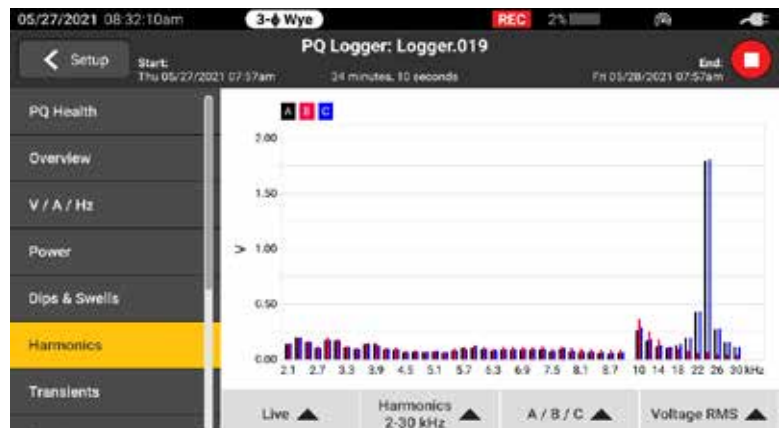 05/27/2021 08:32:10am 3-ϕ Wye REC 2%
Setup
PQ Logger: Logger.019
Start:
Thu 05/27/2021 07:57am
34 minutes, 10 seconds
End:
Fri 05/28/2021 07:57am
PQ Health
Overview
V / A / Hz
Power
Dips & Swells
Harmonics
Transients
A B C
2.00
1.50
1.00
0.50
0.00
V
2.1 2.7 3.3 3.9 4.5 5.1 5.7 6.3 6.9 7.5 8.1 8.7 10 14 18 22 26 30 kHz
Live
Harmonics
2-30 kHz
A / B / C
Voltage RMS